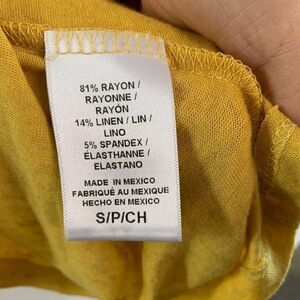 81% RAYON /
RAYONNE /
RAYÓN
14% LINEN / LIN /
LINO
5% SPANDEX /
ÉLASTHANNE /
ELASTANO
MADE IN MEXICO
FABRIQUÉ AU MEXIQUE
HECHO EN MEXICO
S/P/CH